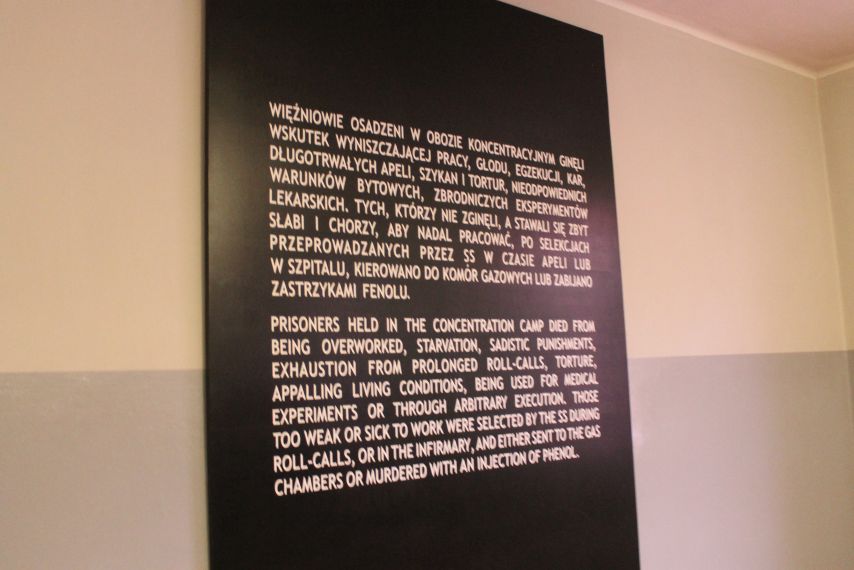 WIĘŹNIOWIE OSADZENI W OBOZIE KONCENTRACYJNYM GINĘLI
WSKUTEK WYNISZCZAJĄCEJ PRACY, GŁODU, EGZEKUCJI, KAR,
DŁUGOTRWAŁYCH APELI, SZYKAN I TORTUR, NIEODPOWIEDNICH
WARUNKÓW BYTOWYCH, ZBRODNICZYCH EKSPERYMENTÓW
LEKARSKICH. TYCH, KTÓRZY NIE ZGINĘLI, A STAWALI SIĘ ZBYT
SŁABI I CHORZY, ABY NADAL PRACOWAĆ, PO SELEKCJACH
PRZEPROWADZANYCH PRZEZ SS W CZASIE APELI LUB
W SZPITALU, KIEROWANO DO KOMÓR GAZOWYCH LUB ZABIJANO
ZASTRZYKAMI FENOLU.
PRISONERS HELD IN THE CONCENTRATION CAMP DIED FROM
BEING OVERWORKED, STARVATION, SADISTIC PUNISHMENTS,
EXHAUSTION FROM PROLONGED ROLL-CALLS, TORTURE,
APPALLING LIVING CONDITIONS, BEING USED FOR MEDICAL
EXPERIMENTS OR THROUGH ARBITRARY EXECUTION. THOSE
TOO WEAK OR SICK TO WORK WERE SELECTED BY THE SS DURING
ROLL-CALLS, OR IN THE INFIRMARY, AND EITHER SENT TO THE GAS
CHAMBERS OR MURDERED WITH AN INJECTION OF PHENOL.